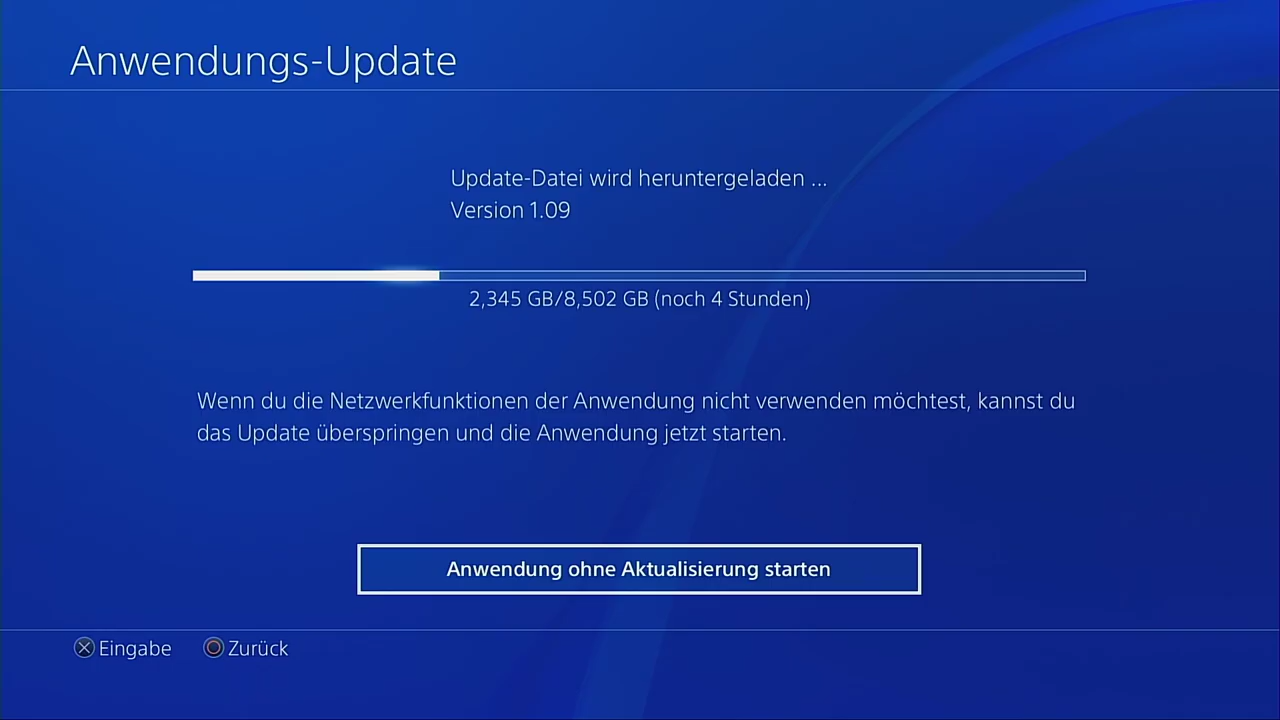 Anwendungs-Update
Update-Datei wird heruntergeladen ...
Version 1.09
2,345 GB/8,502 GB (noch 4 Stunden)
Wenn du die Netzwerkfunktionen der Anwendung nicht verwenden möchtest, kannst du
das Update überspringen und die Anwendung jetzt starten.
Anwendung ohne Aktualisierung starten
Eingabe Zurück